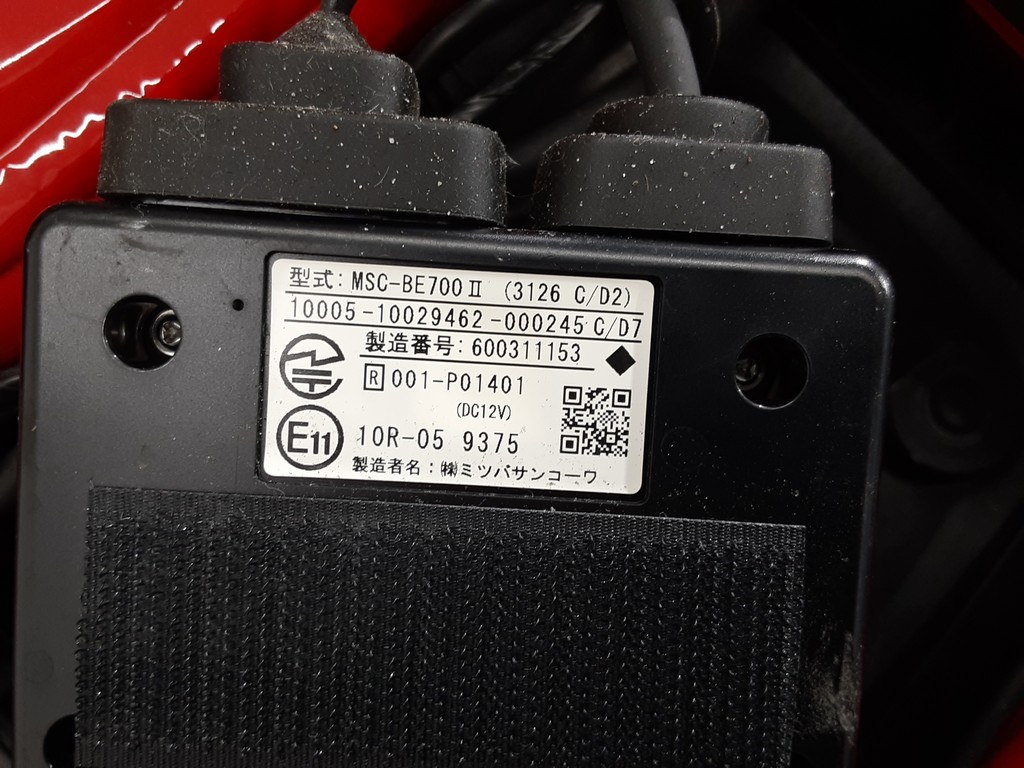 型式: MSC-BE700Ⅱ (3126 C/D2)
10005-10029462-000245 C/D7
製造番号: 600311153
R 001-P01401
(DC12V)
E11 10R-05 9375
製造者名: ㈱ミツバサンコーワ